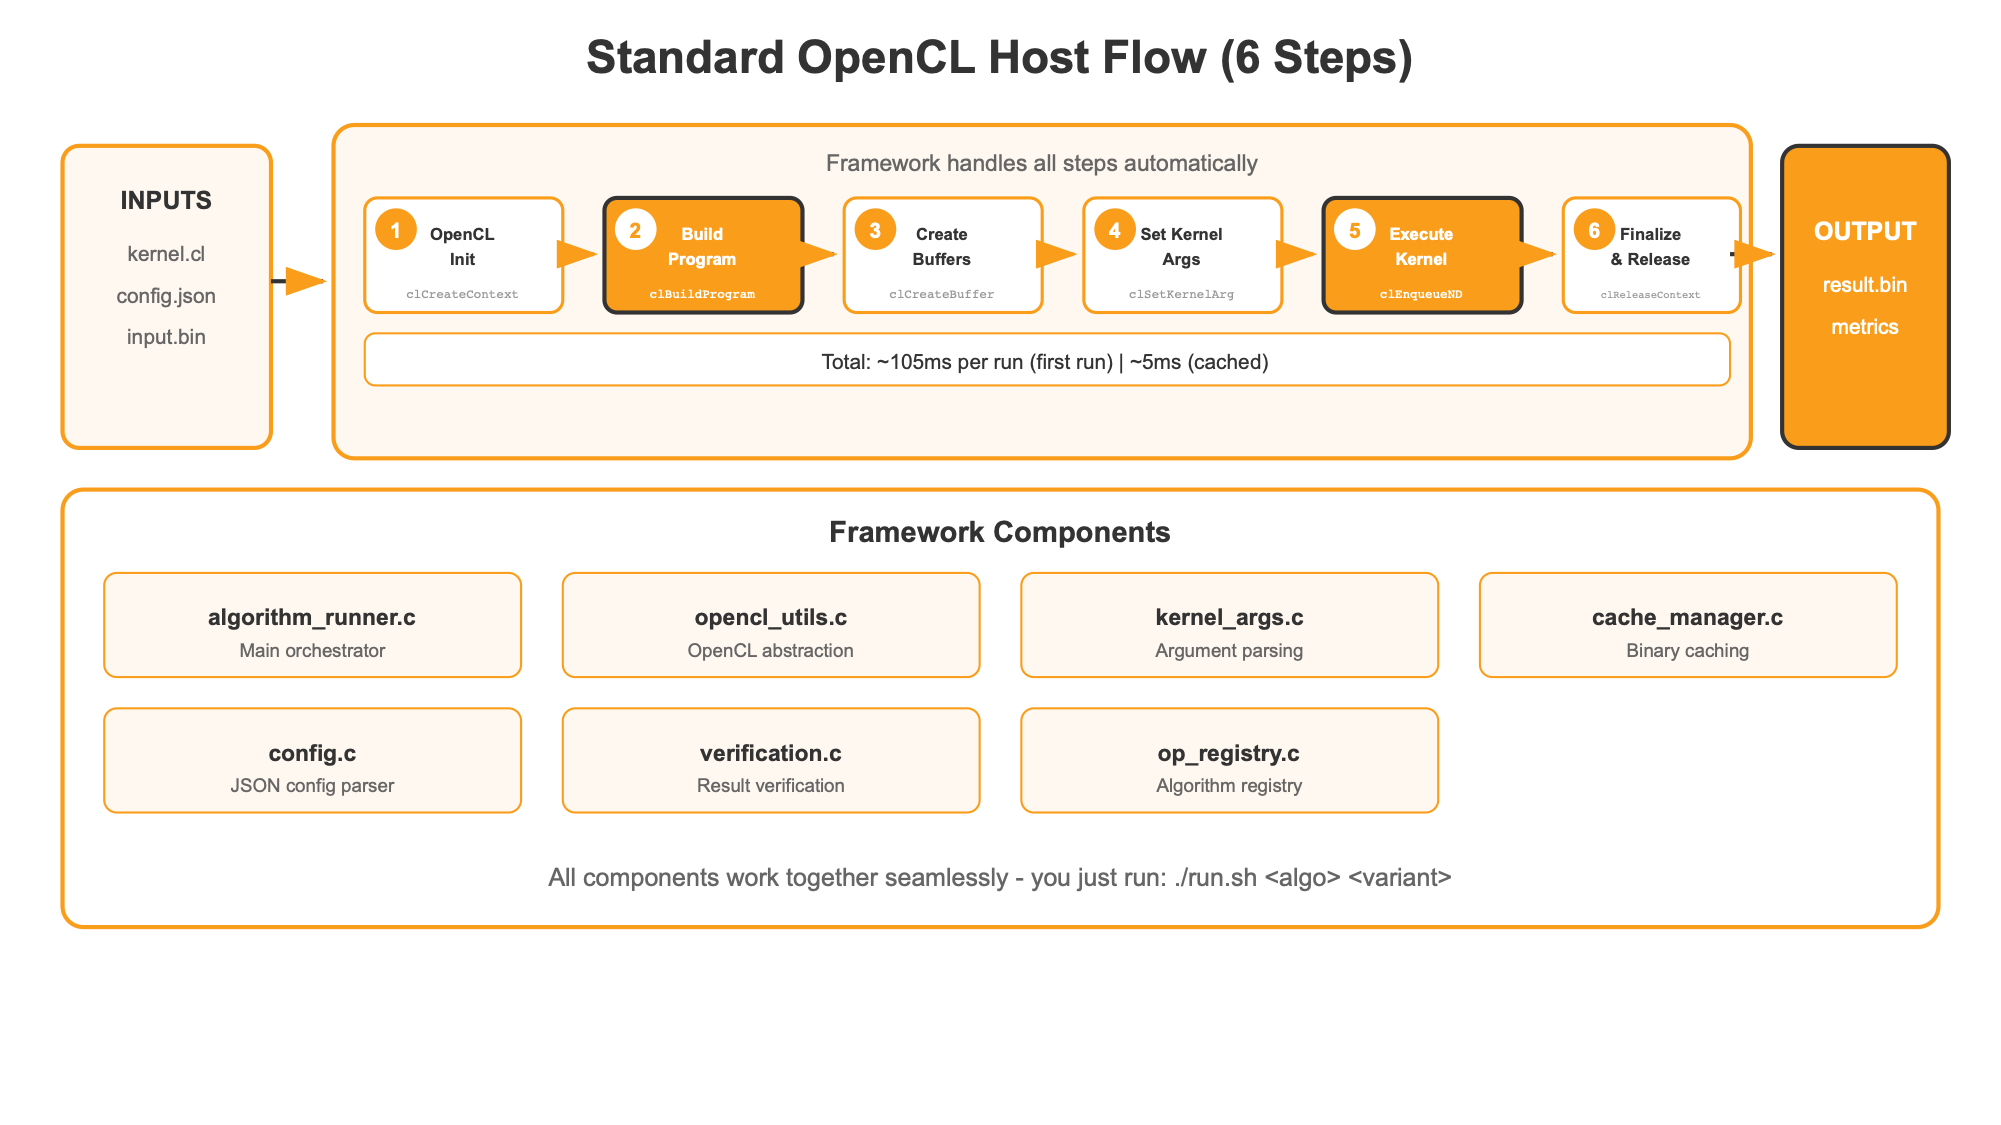 Standard OpenCL Host Flow (6 Steps)
INPUTS
kernel.cl
config.json
input.bin
Framework handles all steps automatically
1
OpenCL
Init
clCreateContext
2
Build
Program
clBuildProgram
3
Create
Buffers
clCreateBuffer
4
Set Kernel
Args
clSetKernelArg
5
Execute
Kernel
clEnqueueND
6
Finalize
& Release
clReleaseContext
Total: ~105ms per run (first run) | ~5ms (cached)
OUTPUT
result.bin
metrics
Framework Components
algorithm_runner.c
Main orchestrator
opencl_utils.c
OpenCL abstraction
kernel_args.c
Argument parsing
cache_manager.c
Binary caching
config.c
JSON config parser
verification.c
Result verification
op_registry.c
Algorithm registry
All components work together seamlessly - you just run: ./run.sh <algo> <variant>